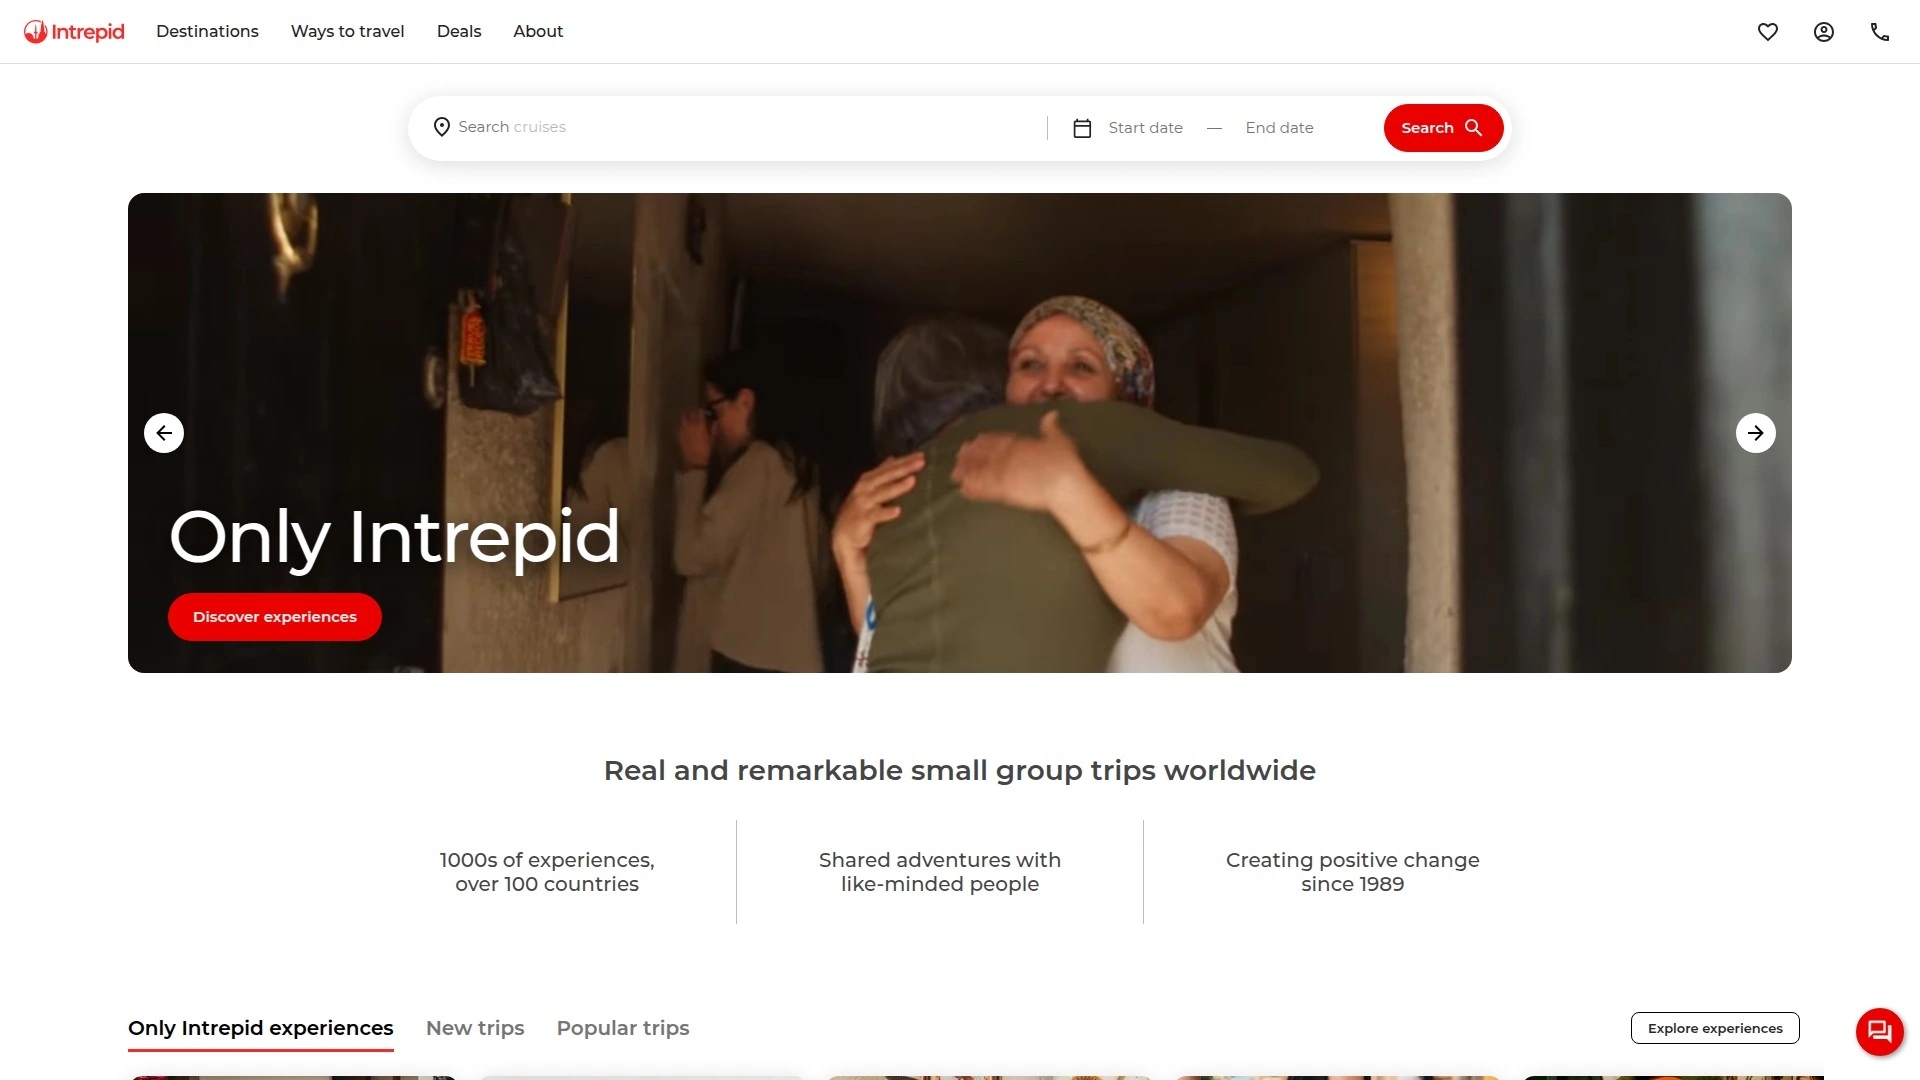 Intrepid
Destinations
Ways to travel
Deals
About
Search cruises
Start date — End date
Search
Only Intrepid
Discover experiences
Real and remarkable small group trips worldwide
1000s of experiences,
over 100 countries
Shared adventures with
like-minded people
Creating positive change
since 1989
Only Intrepid experiences
New trips
Popular trips
Explore experiences